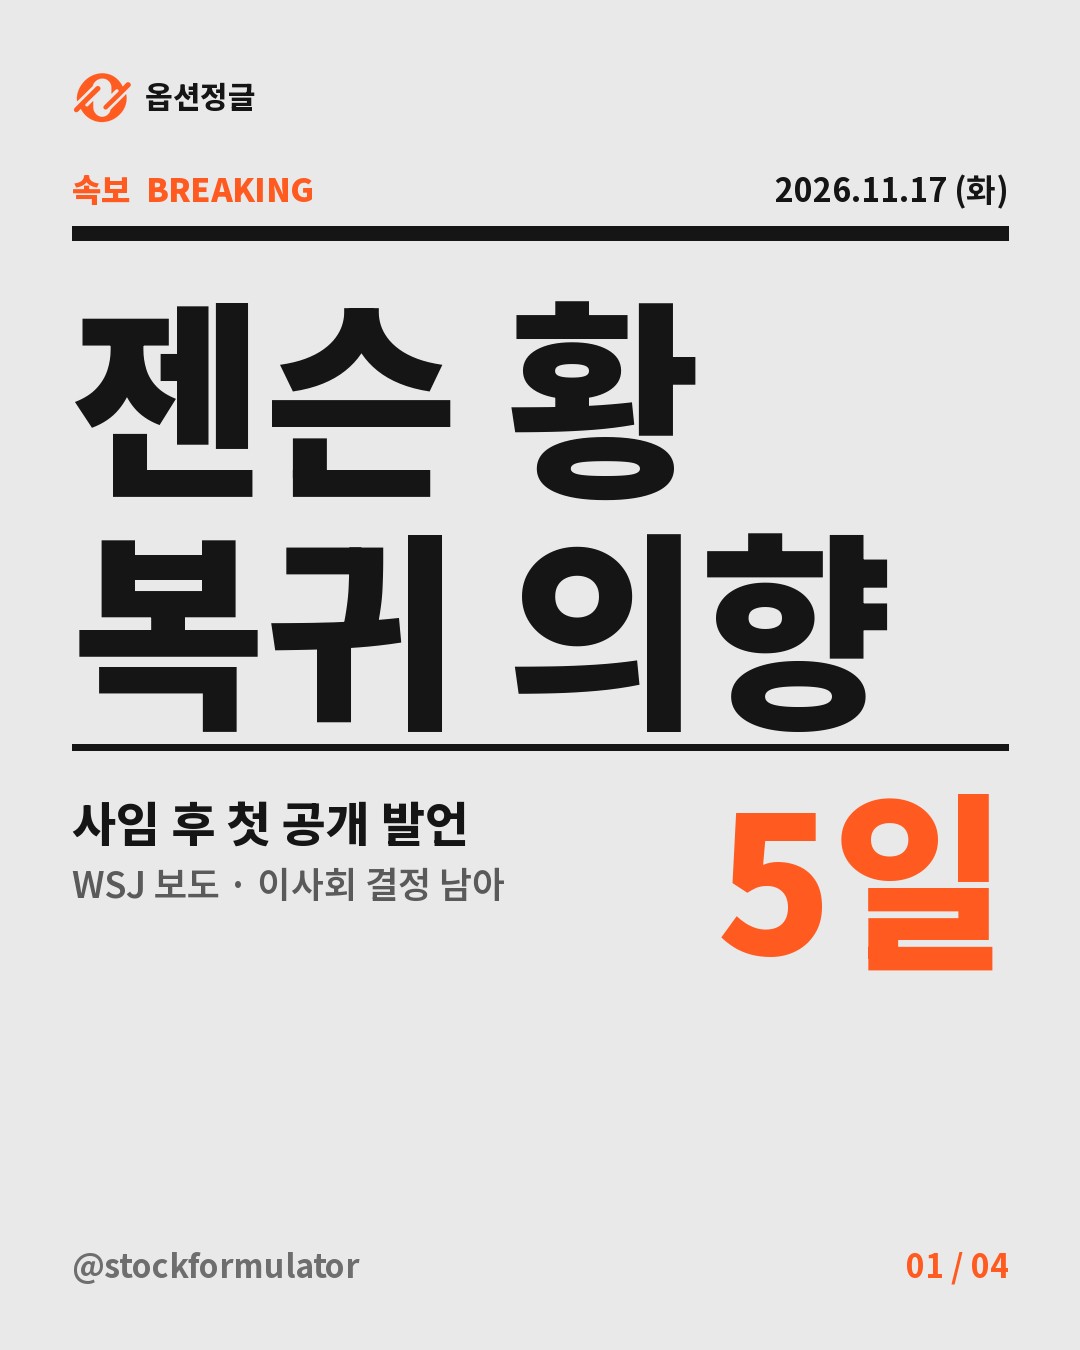 옵션정글
속보 BREAKING
2026.11.17 (화)
젠슨 황
복귀 의향
사임 후 첫 공개 발언
WSJ 보도 · 이사회 결정 남아
5일
@stockformulator
01 / 04